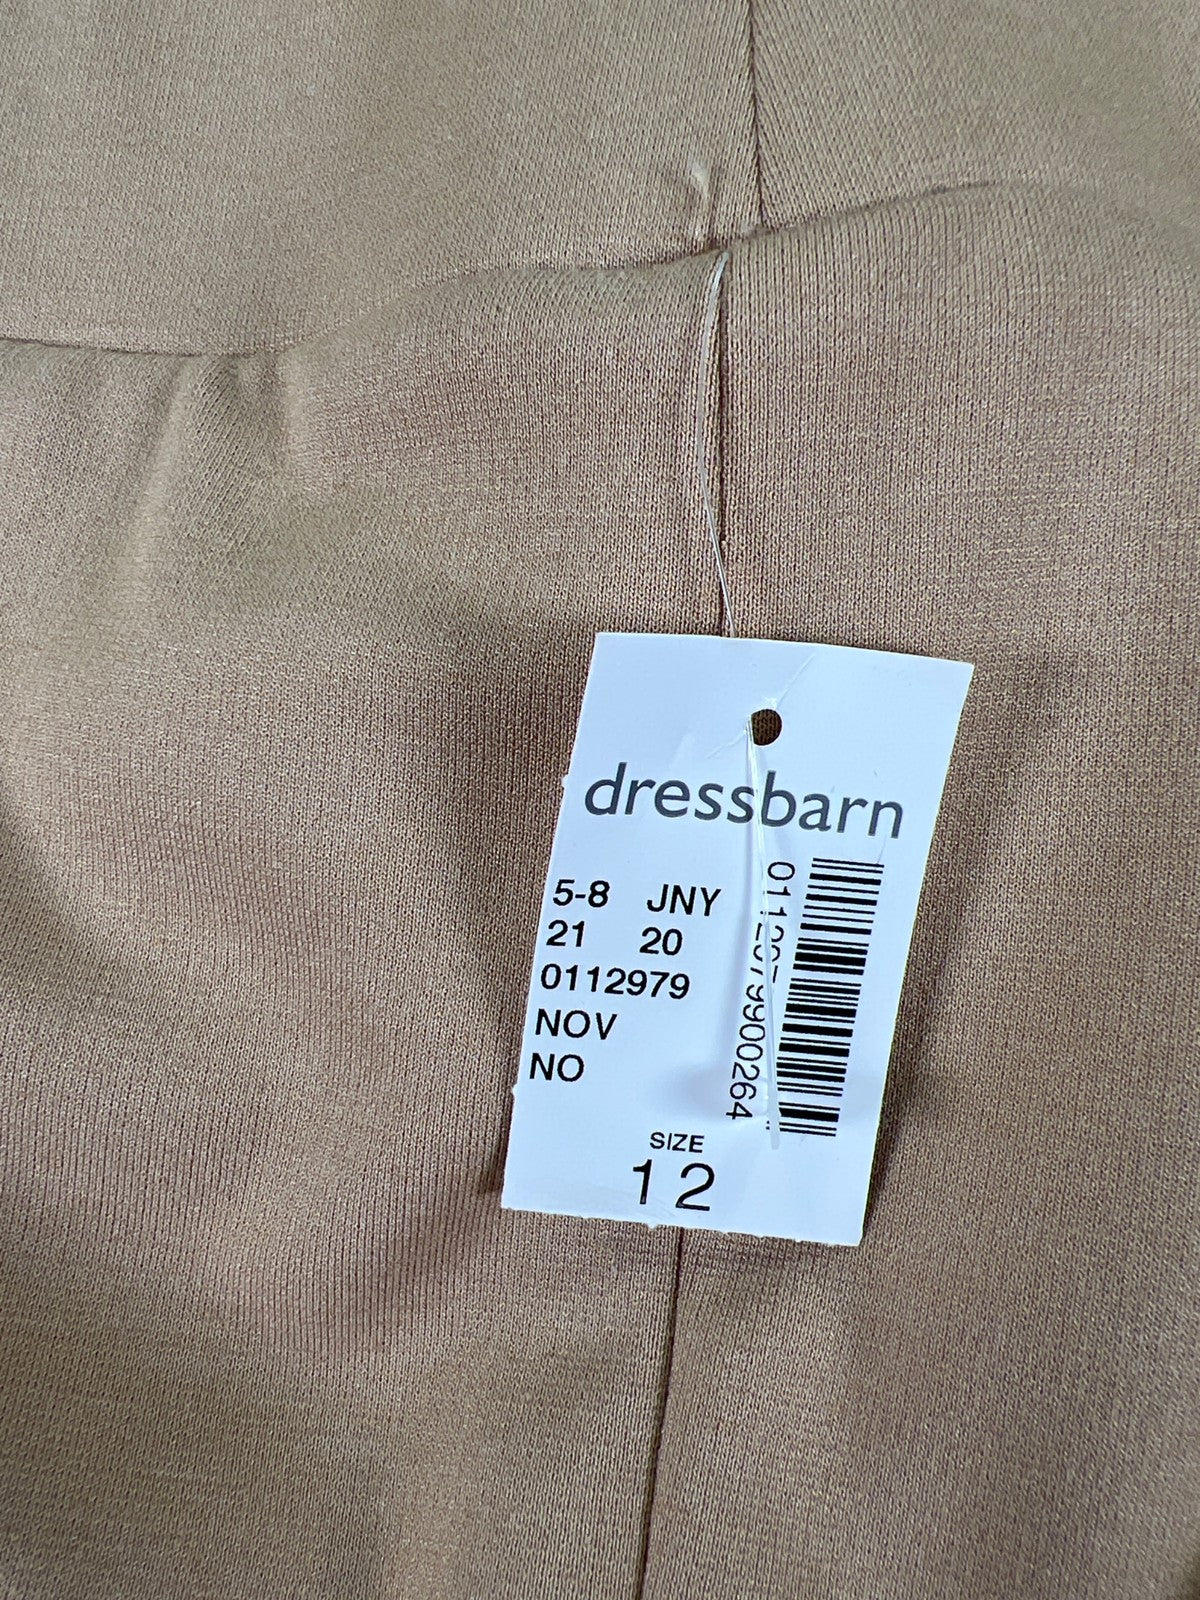 dressbarn
5-8 JNY
21 20
0112979
NOV
NO
SIZE
12